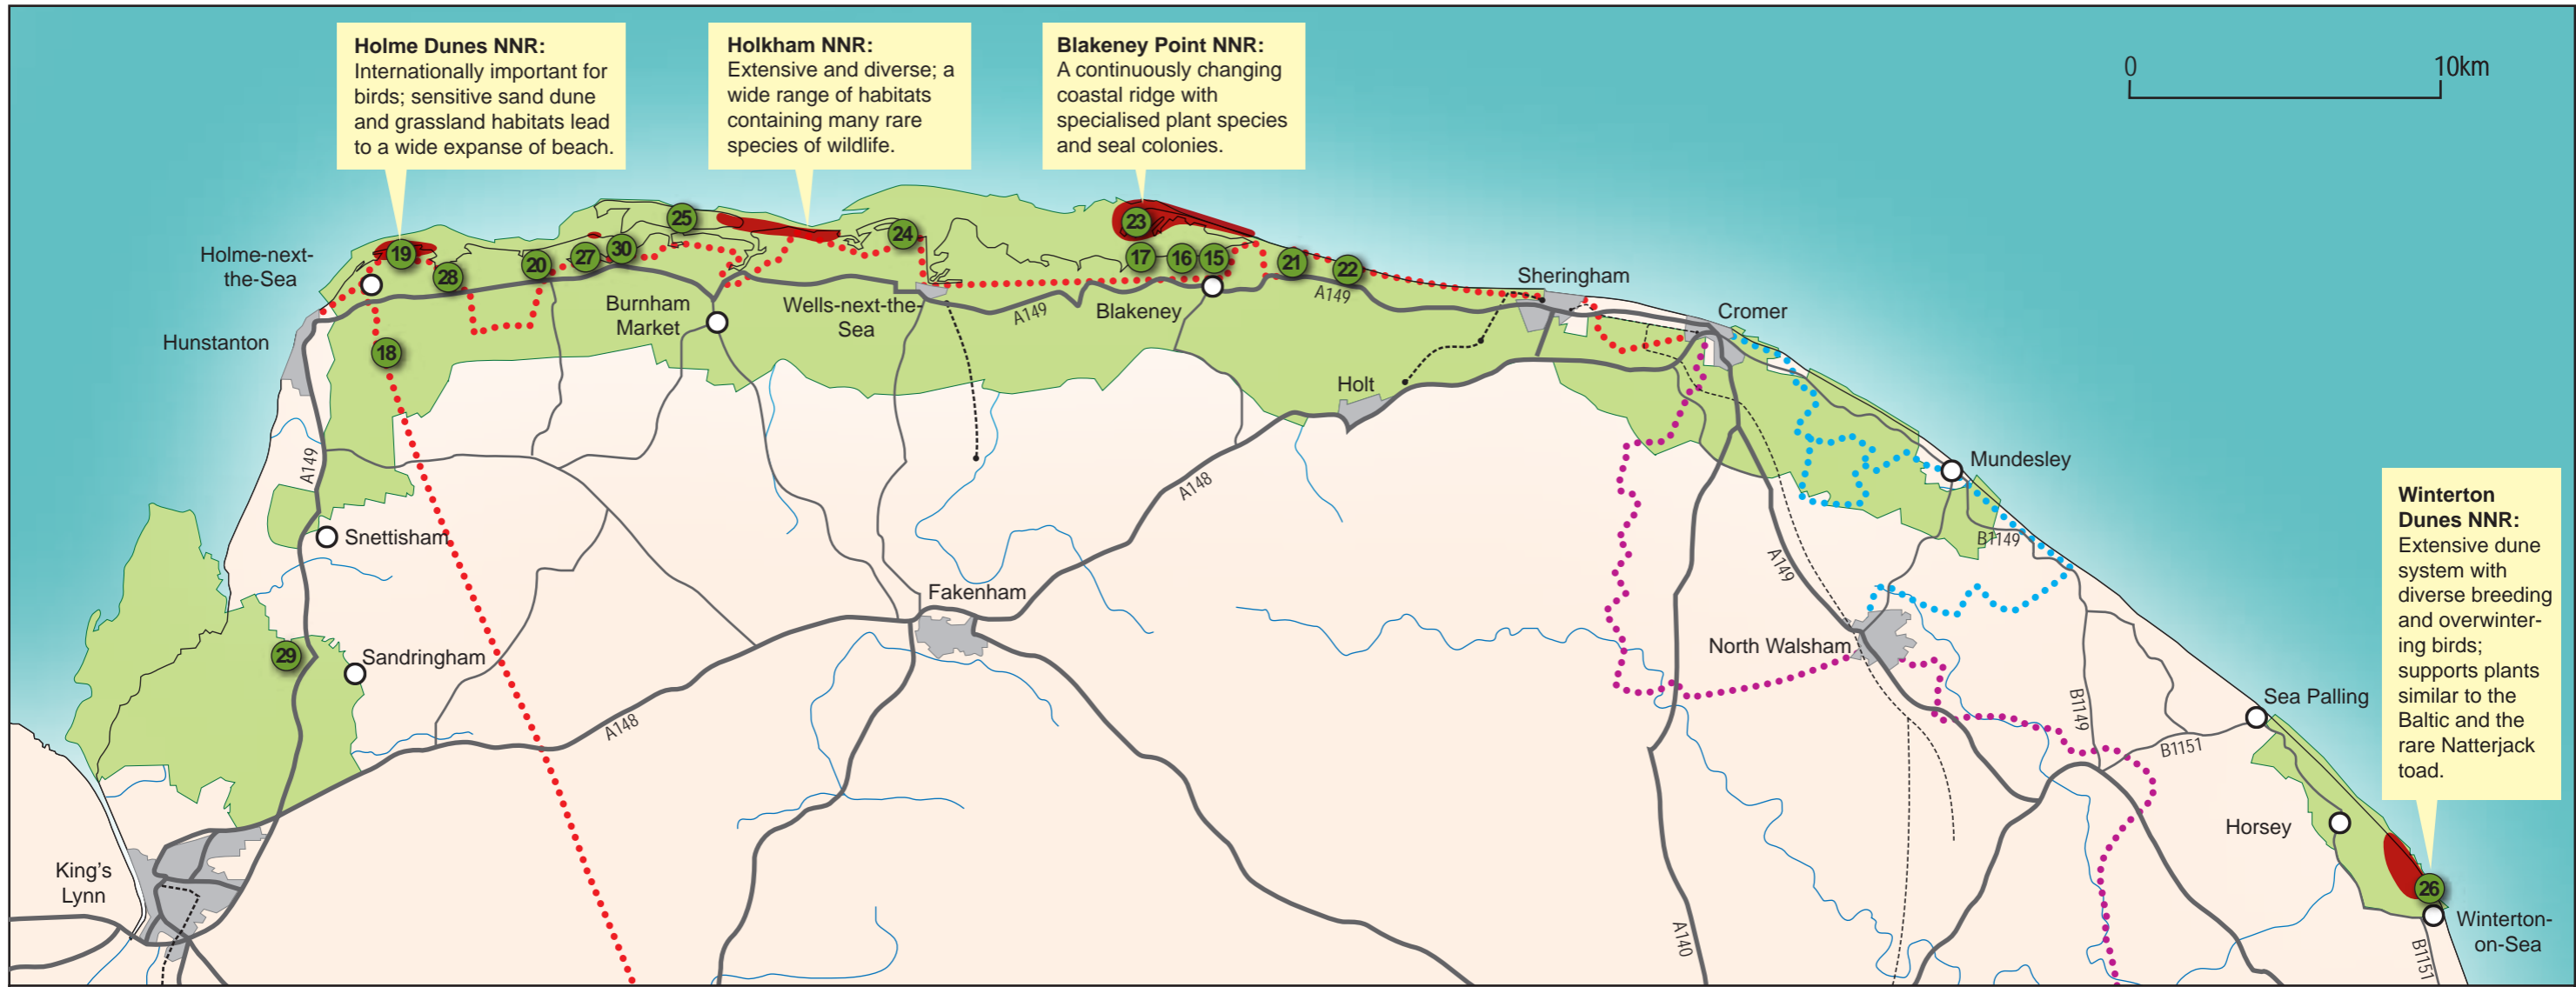 Holme Dunes NNR:
Internationally important for
birds; sensitive sand dune
and grassland habitats lead
to a wide expanse of beach.
Holkham NNR:
Extensive and diverse; a
wide range of habitats
containing many rare
species of wildlife.
Blakeney Point NNR:
A continuously changing
coastal ridge with
specialised plant species
and seal colonies.
0 10km
Holme-next-
the-Sea
Hunstanton
19
28
20
27
30
25
24
23
17
16
15
21
22
18
Burnham
Market
Wells-next-the-
Sea
A149
Blakeney
A149
Sheringham
Cromer
Holt
Mundesley
A149
A148
Snettisham
B1149
A149
Fakenham
29
Sandringham
North Walsham
A148
B1149
B1151
Sea Palling
Horsey
Winterton
Dunes NNR:
Extensive dune
system with
diverse breeding
and overwinter-
ing birds;
supports plants
similar to the
Baltic and the
rare Natterjack
toad.
King's
Lynn
A140
26
Winterton-
on-Sea
B1151